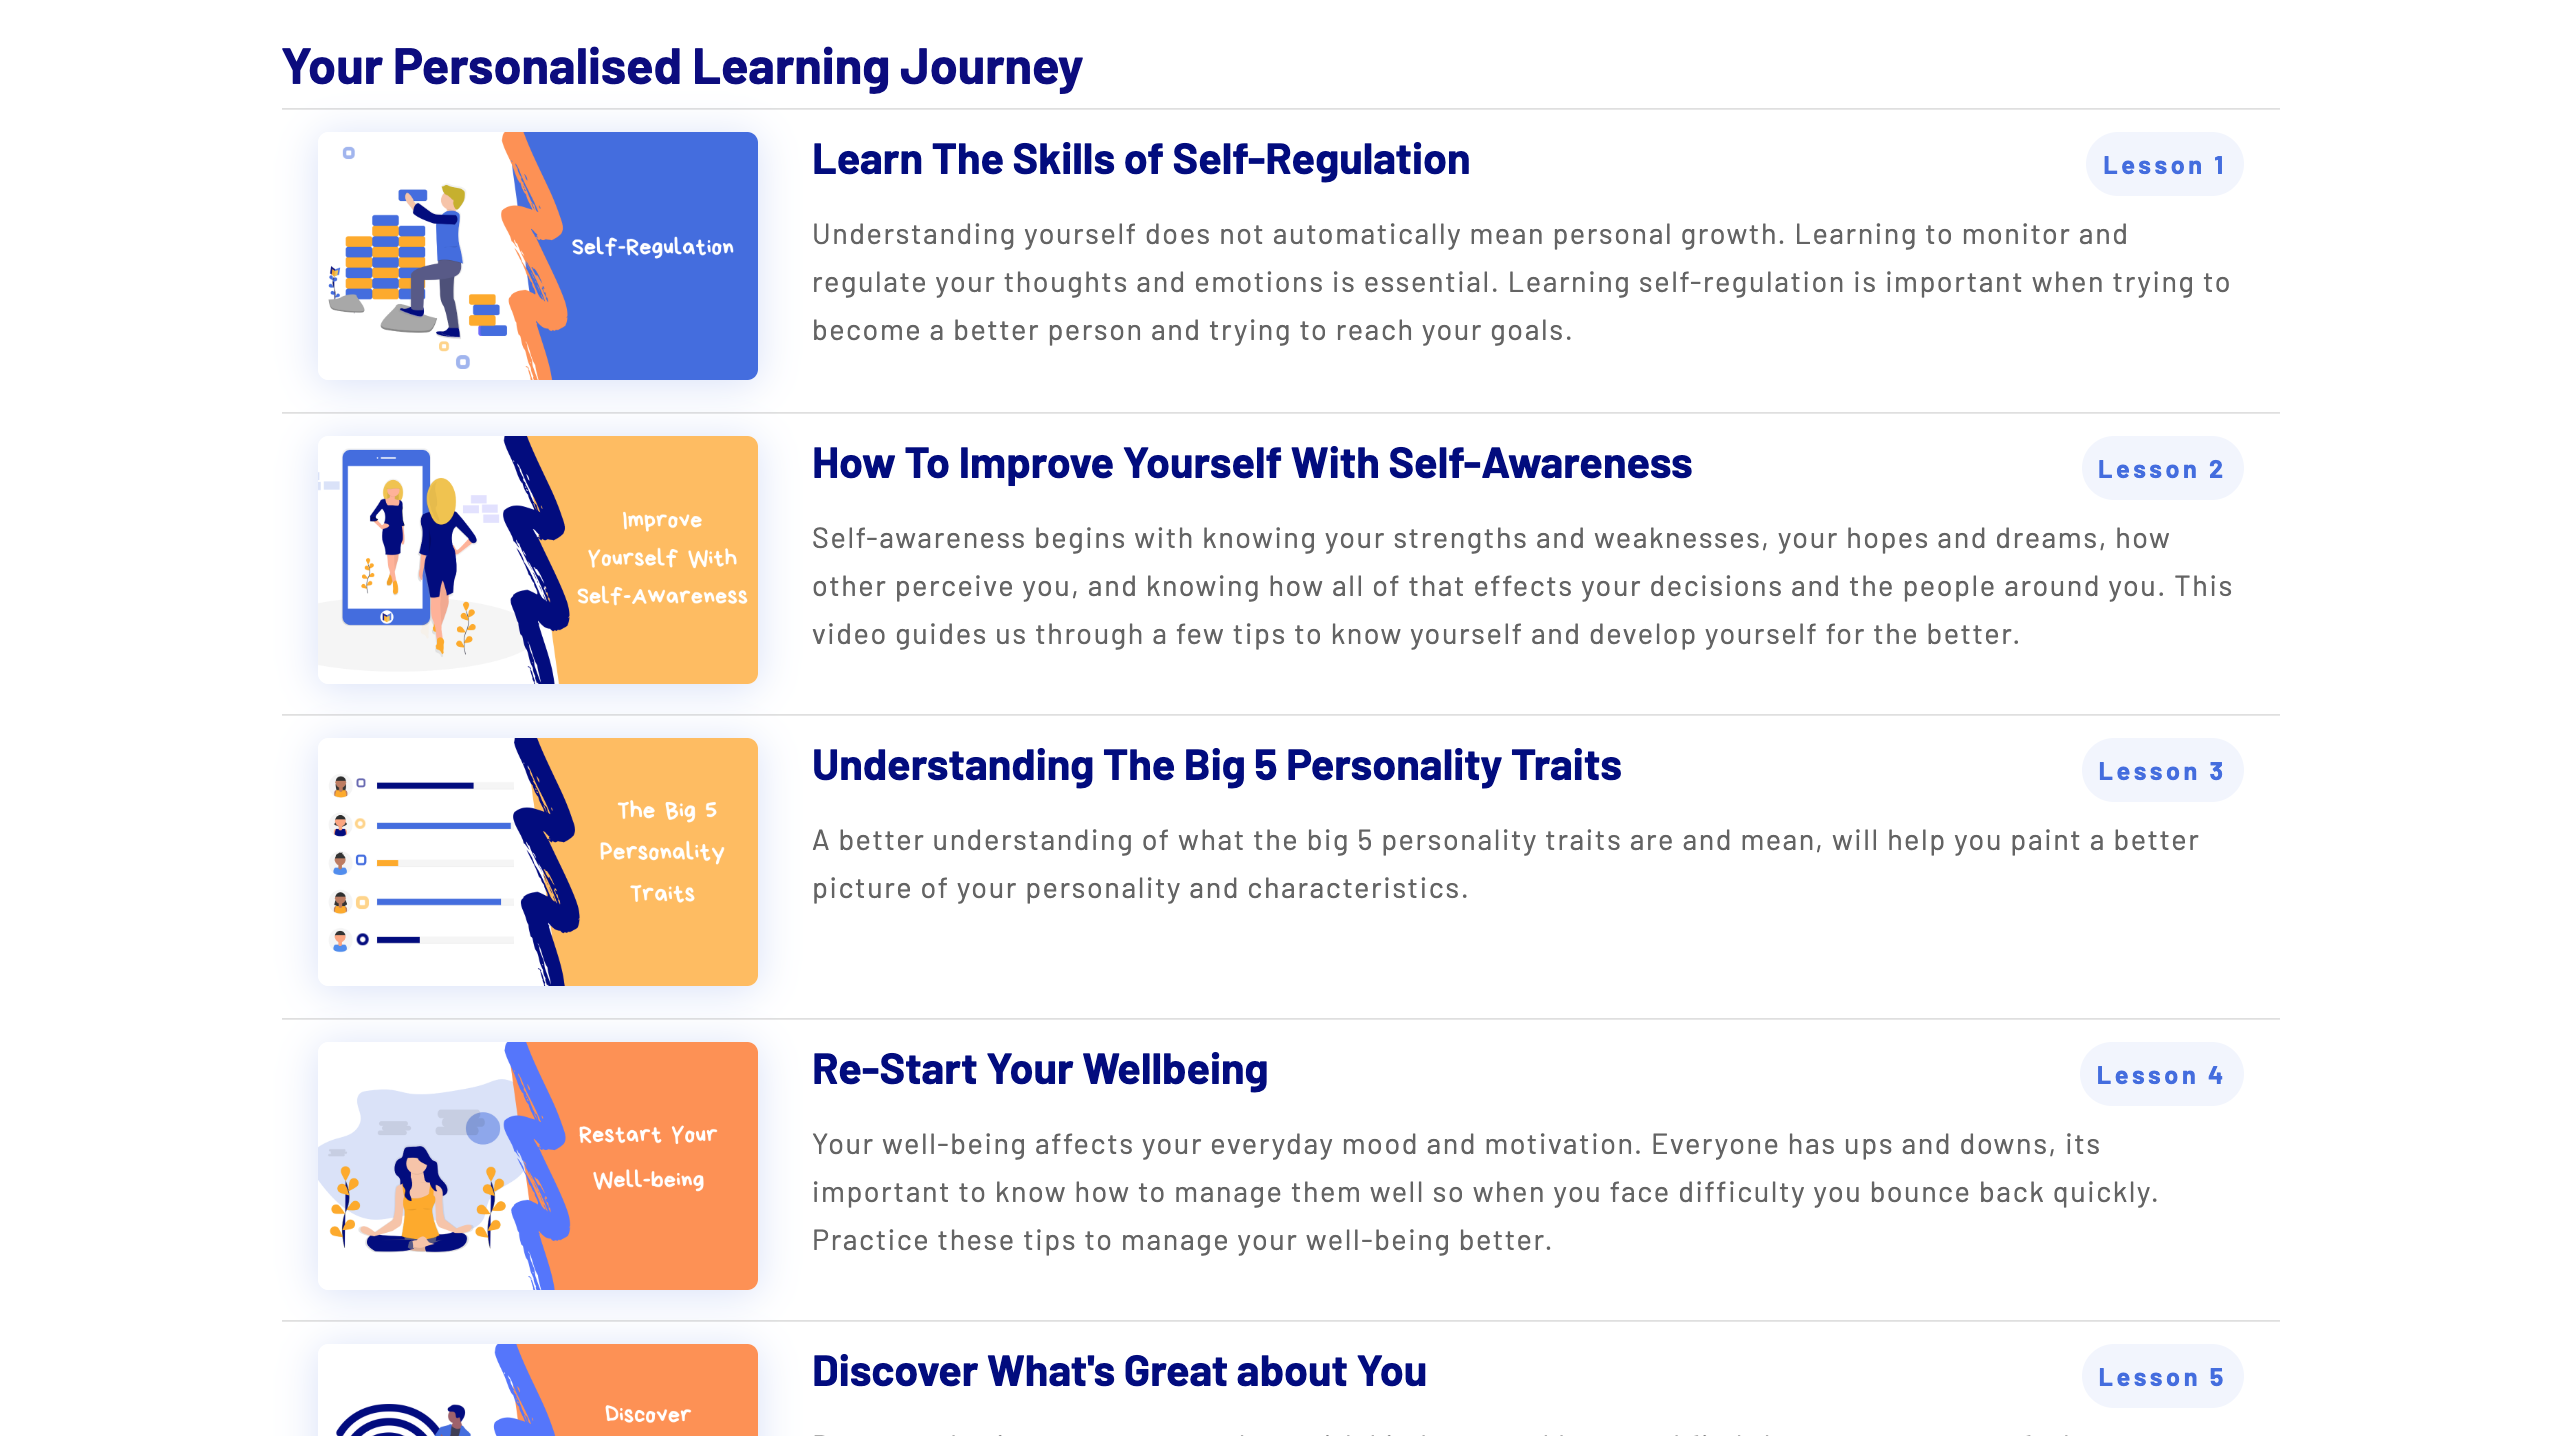 Your Personalised Learning Journey
Self-Regulation
Learn The Skills of Self-Regulation
Lesson 1
Understanding yourself does not automatically mean personal growth. Learning to monitor and
regulate your thoughts and emotions is essential. Learning self-regulation is important when trying to
become a better person and trying to reach your goals.
Improve
Yourself With
Self-Awareness
How To Improve Yourself With Self-Awareness
Lesson 2
Self-awareness begins with knowing your strengths and weaknesses, your hopes and dreams, how
other perceive you, and knowing how all of that effects your decisions and the people around you. This
video guides us through a few tips to know yourself and develop yourself for the better.
The Big 5
Personality
Traits
Understanding The Big 5 Personality Traits
Lesson 3
A better understanding of what the big 5 personality traits are and mean, will help you paint a better
picture of your personality and characteristics.
Restart Your
Well-being
Re-Start Your Wellbeing
Lesson 4
Your well-being affects your everyday mood and motivation. Everyone has ups and downs, its
important to know how to manage them well so when you face difficulty you bounce back quickly.
Practice these tips to manage your well-being better.
Discover
Discover What's Great about You
Lesson 5